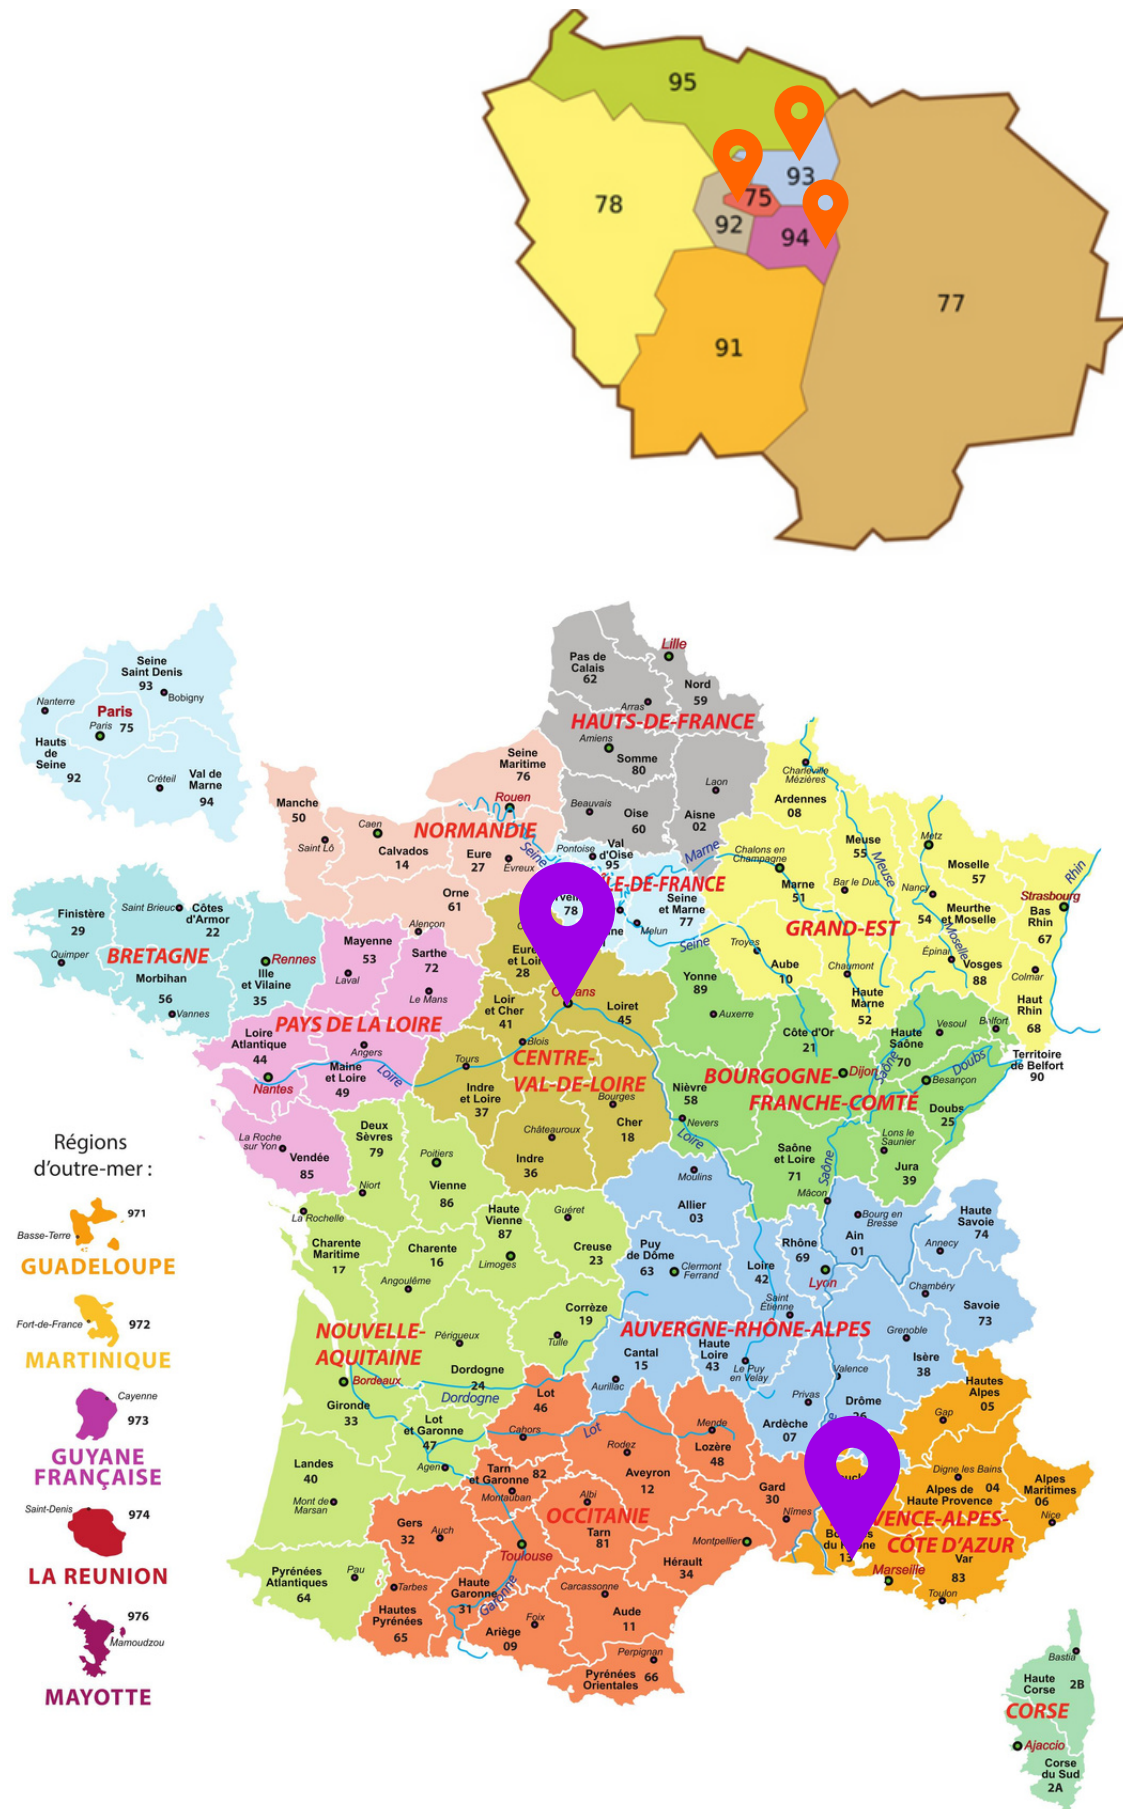 95
93
78
75
92
94
77
91
Seine
Saint Denis
93
Bobigny
Nanterre
Paris
Paris
75
Hauts
de
Seine
92
Créteil
Val de
Marne
94
Pas de
Calais
62
Lille
Nord
59
Arras
HAUTS-DE-FRANCE
Amiens
Somme
80
Laon
Beauvais
Oise
60
Aisne
02
Seine
Maritime
76
Rouen
Manche
50
Caen
Saint Lô
Calvados
14
NORMANDIE
Eure
27
Evreux
Seine
Orne
61
Alençon
Pontoise
Val
d'Oise
95
ÎLE-DE-FRANCE
78
Seine
et Marne
77
Melun
Marne
Seine
Charleville
Mézières
Ardennes
08
Chalons en
Champagne
Marne
51
Meuse
55
Bar le Duc
Meuse
Metz
Moselle
57
Nancy
Meurthe
et Moselle
54
Moselle
GRAND-EST
Strasbourg
Bas
Rhin
67
Rhin
Troyes
Aube
10
Chaumont
Haute
Marne
52
Épinal
Vosges
88
Colmar
Haut
Rhin
68
Finistère
29
Saint Brieuc
Côtes
d'Armor
22
Quimper
BRETAGNE
Morbihan
56
Vannes
Rennes
Ille
et Vilaine
35
Mayenne
53
Laval
Sarthe
72
Le Mans
PAYS DE LA LOIRE
Loire
Atlantique
44
Nantes
Angers
Maine
et Loire
49
Loire
La Roche
sur Yon
Vendée
85
Eure
et Loir
28
Loir
et Cher
41
Loiret
45
Blois
Tours
CENTRE-
VAL-DE-LOIRE
Indre
et Loire
37
Bourges
Cher
18
Châteauroux
Indre
36
Yonne
89
Auxerre
Côte d'Or
21
Dijon
Haute
Saône
70
Vesoul
Belfort
Territoire
de Belfort
90
Saône
Doubs
Besançon
BOURGOGNE-
FRANCHE-COMTÉ
Nièvre
58
Nevers
Loire
Doubs
25
Lons le
Saunier
Jura
39
Saône
et Loire
71
Saône
Mâcon
Régions
d'outre-mer :
971
Basse-Terre
GUADELOUPE
Fort-de-France
972
MARTINIQUE
Cayenne
973
GUYANE
FRANÇAISE
Saint-Denis
974
LA REUNION
976
Mamoudzou
MAYOTTE
Deux
Sèvres
79
Poitiers
Vienne
86
Niort
La Rochelle
Charente
Maritime
17
Charente
16
Angoulême
Haute
Vienne
87
Limoges
Guéret
Creuse
23
Corrèze
19
Tulle
NOUVELLE-
AQUITAINE
Périgueux
Dordogne
24
Dordogne
Bordeaux
Gironde
33
Lot
et Garonne
47
Agen
Landes
40
Mont de
Marsan
Pyrénées
Atlantiques
64
Pau
Moulins
Allier
03
Puy
de Dôme
63
Clermont
Ferrand
Loire
42
Rhône
69
Lyon
Ain
01
Bourg en
Bresse
Haute
Savoie
74
Annecy
Chambéry
Savoie
73
Saint
Étienne
Grenoble
Isère
38
AUVERGNE-RHÔNE-ALPES
Cantal
15
Aurillac
Haute
Loire
43
Le Puy
en Velay
Valence
Privas
Ardèche
07
Drôme
26
Lot
46
Cahors
Lot
Mende
Lozère
48
Rodez
Aveyron
12
Tarn
et Garonne
82
Montauban
Albi
Tarn
81
OCCITANIE
Gard
30
Nîmes
Gers
32
Auch
Toulouse
Montpellier
Hérault
34
Haute
Garonne
31
Garonne
Tarbes
Hautes
Pyrénées
65
Foix
Ariège
09
Carcassonne
Aude
11
Perpignan
Pyrénées
Orientales
66
Hautes
Alpes
05
Gap
Digne les Bains
Alpes de
Haute Provence
04
Alpes
Maritimes
06
Nice
VENCE-ALPES-
CÔTE D'AZUR
13
Marseille
Var
83
Toulon
Bastia
Haute
Corse
2B
CORSE
Ajaccio
Corse
du Sud
2A